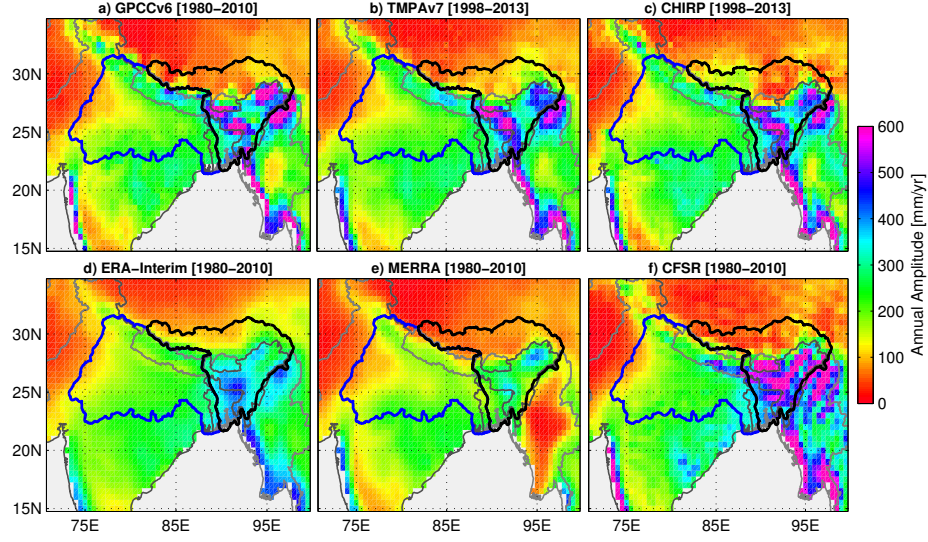 a) GPCCv6 [1980–2010]
b) TMPAv7 [1998–2013]
c) CHIRP [1998–2013]
30N
25N
20N
15N
d) ERA–Interim [1980–2010]
e) MERRA [1980–2010]
f) CFSR [1980–2010]
30N
25N
20N
15N
75E 85E 95E 75E 85E 95E 75E 85E 95E
600
500
400
300
200
100
0
Annual Amplitude [mm/yr]